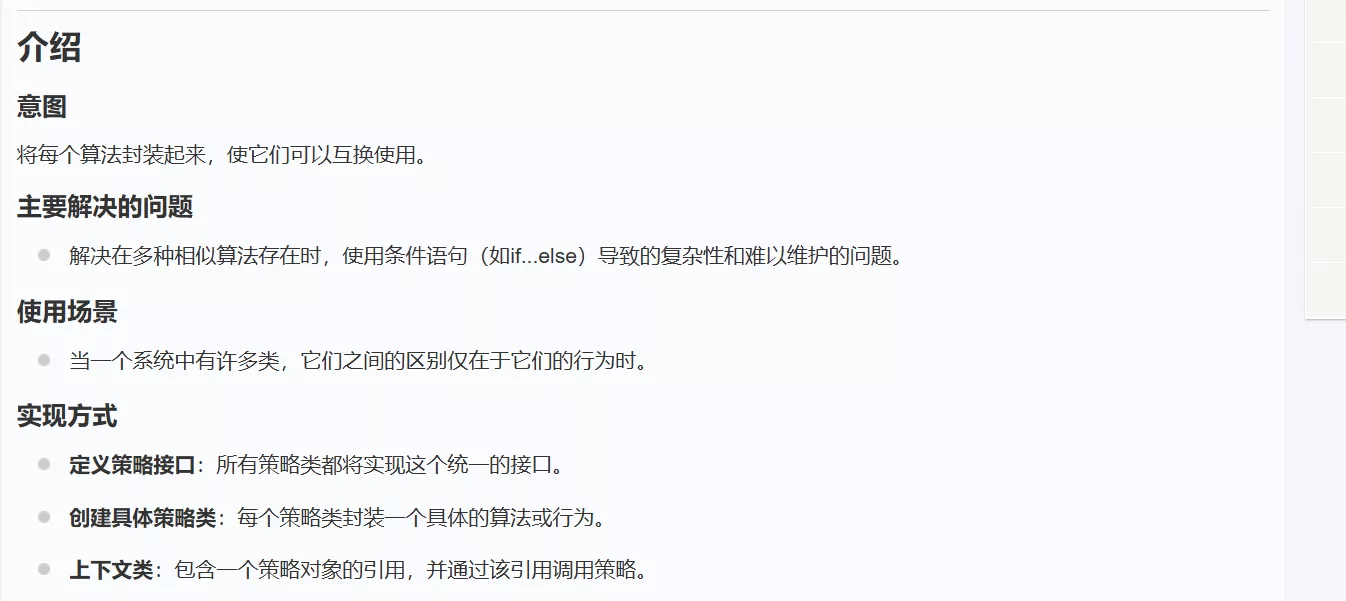 介绍
意图
将每个算法封装起来，使它们可以互换使用。
主要解决的问题
解决在多种相似算法存在时，使用条件语句（如if...else）导致的复杂性和难以维护的问题。
使用场景
当一个系统中有许多类，它们之间的区别仅在于它们的行为时。
实现方式
定义策略接口：所有策略类都将实现这个统一的接口。
创建具体策略类：每个策略类封装一个具体的算法或行为。
上下文类：包含一个策略对象的引用，并通过该引用调用策略。